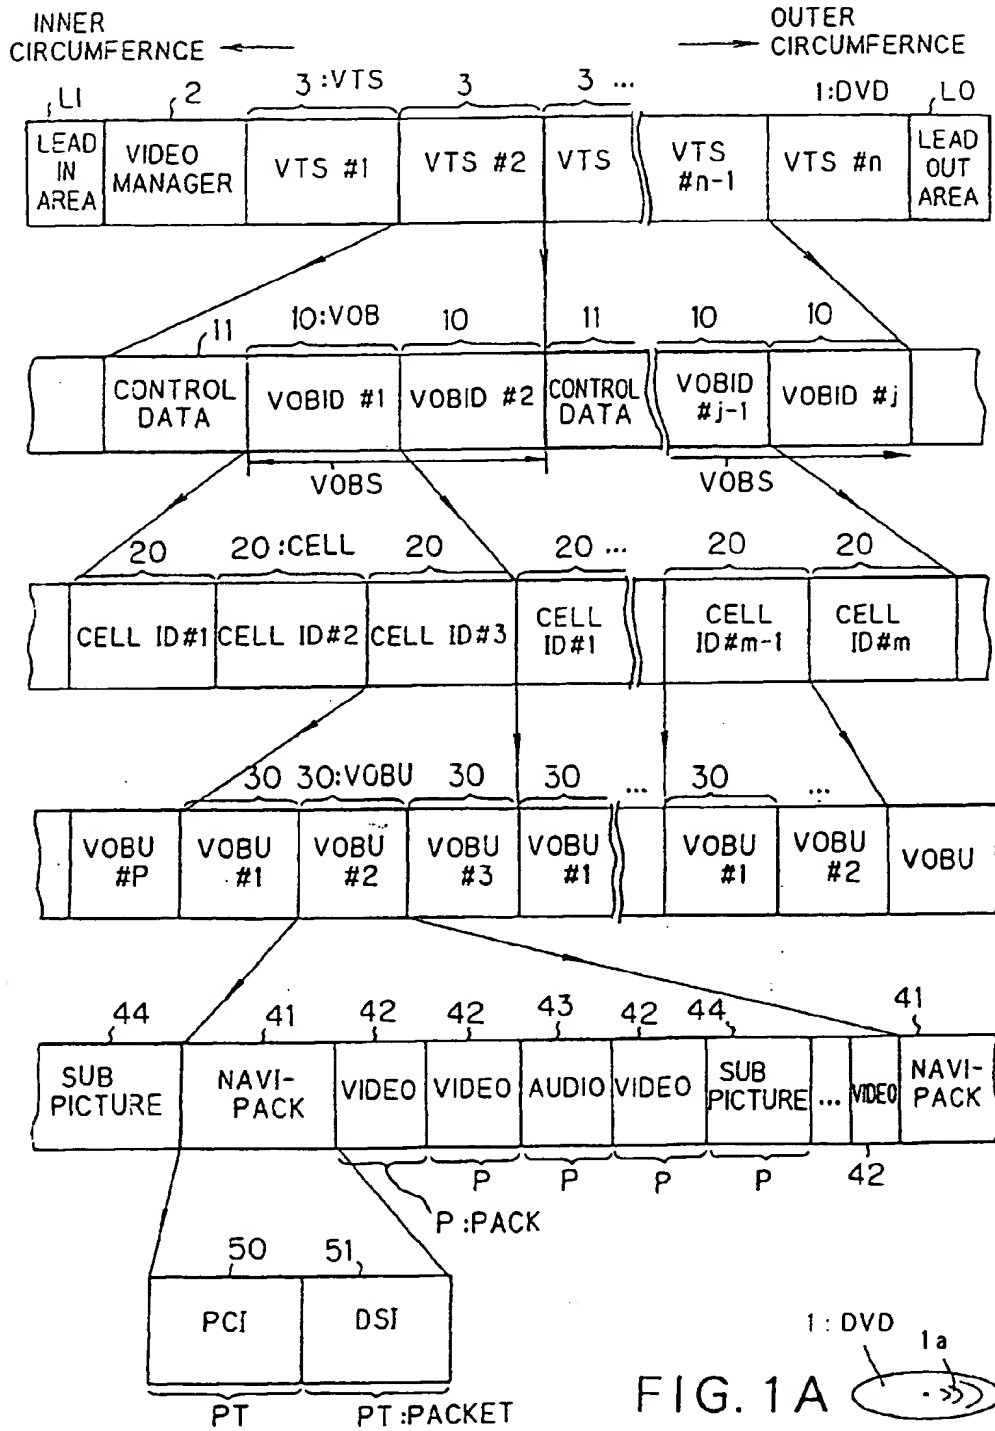 INNER CIRCUMFERNCE
OUTER CIRCUMFERNCE
LI 2 3:VTS 3 3 ... 1:DVD LO
LEAD IN AREA
VIDEO MANAGER
VTS #1
VTS #2
VTS
VTS #n-1
VTS #n
LEAD OUT AREA
11 10:VOB 10 11 10 10
CONTROL DATA
VOBID #1
VOBID #2
CONTROL DATA
VOBID #j-1
VOBID #j
VOBS
VOBS
20 20:CELL 20 20 ... 20 20
CELL ID#1
CELL ID#2
CELL ID#3
CELL ID#1
CELL ID#m-1
CELL ID#m
30 30:VOBU 30 30 ... 30 ...
VOBU #P
VOBU #1
VOBU #2
VOBU #3
VOBU #1
VOBU #1
VOBU #2
VOBU
44 41 42 42 43 42 44 41
SUB PICTURE
NAVI-PACK
VIDEO
VIDEO
AUDIO
VIDEO
SUB PICTURE
...
VIDEO
NAVI-PACK
P P P P 42
P:PACK
50 51
PCI
DSI
PT
PT:PACKET
1:DVD
1a
FIG. 1A